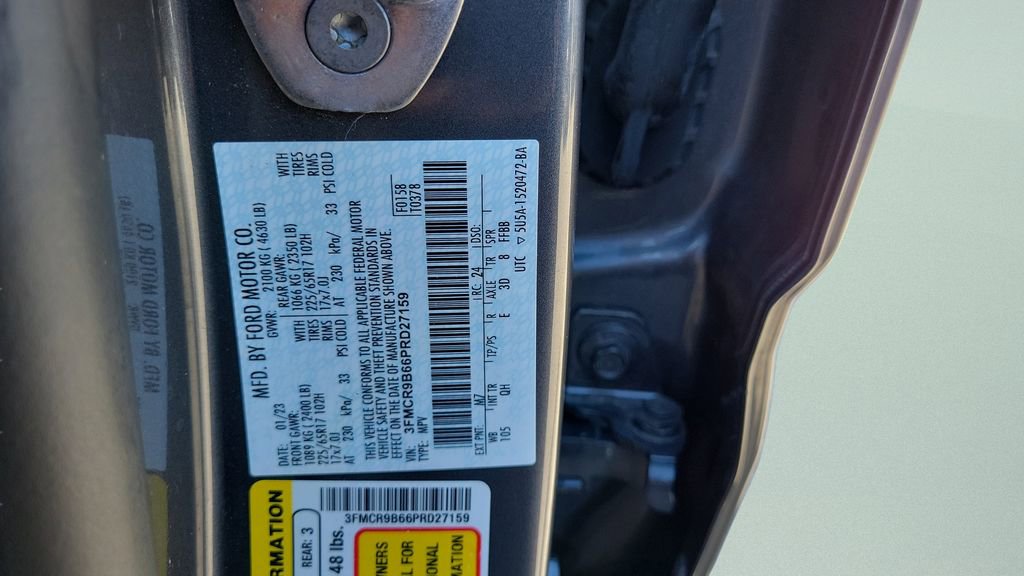 MFD. BY FORD MOTOR CO.
DATE: 01/23 GVWR: 2100 KG ( 4630 LB)
FRONT GAWR: REAR GAWR:
1089 KG ( 2400 LB) WITH 1066 KG ( 2350 LB) WITH
225/65R17 102H TIRES 225/65R17 102H TIRES
17x7.0J RIMS 17x7.0J RIMS
AT 230 kPa/ 33 PSI COLD AT 230 kPa/ 33 PSI COLD
THIS VEHICLE CONFORMS TO ALL APPLICABLE FEDERAL MOTOR
VEHICLE SAFETY AND THEFT PREVENTION STANDARDS IN
EFFECT ON THE DATE OF MANUFACTURE SHOWN ABOVE.
VIN: 3FMCR9B66PRD27159 F0158
TYPE: MPV T0378
EXT PNT: M7 RC: 24 DSO:
WB INT TR TP/PS R AXLE TR SPR
105 QH E 3D 8 FFBB
UTC ▽ 5U5A-1520472-BA
3FMCR9B66PRD27159
RMATION
REAR: 3
48 lbs.